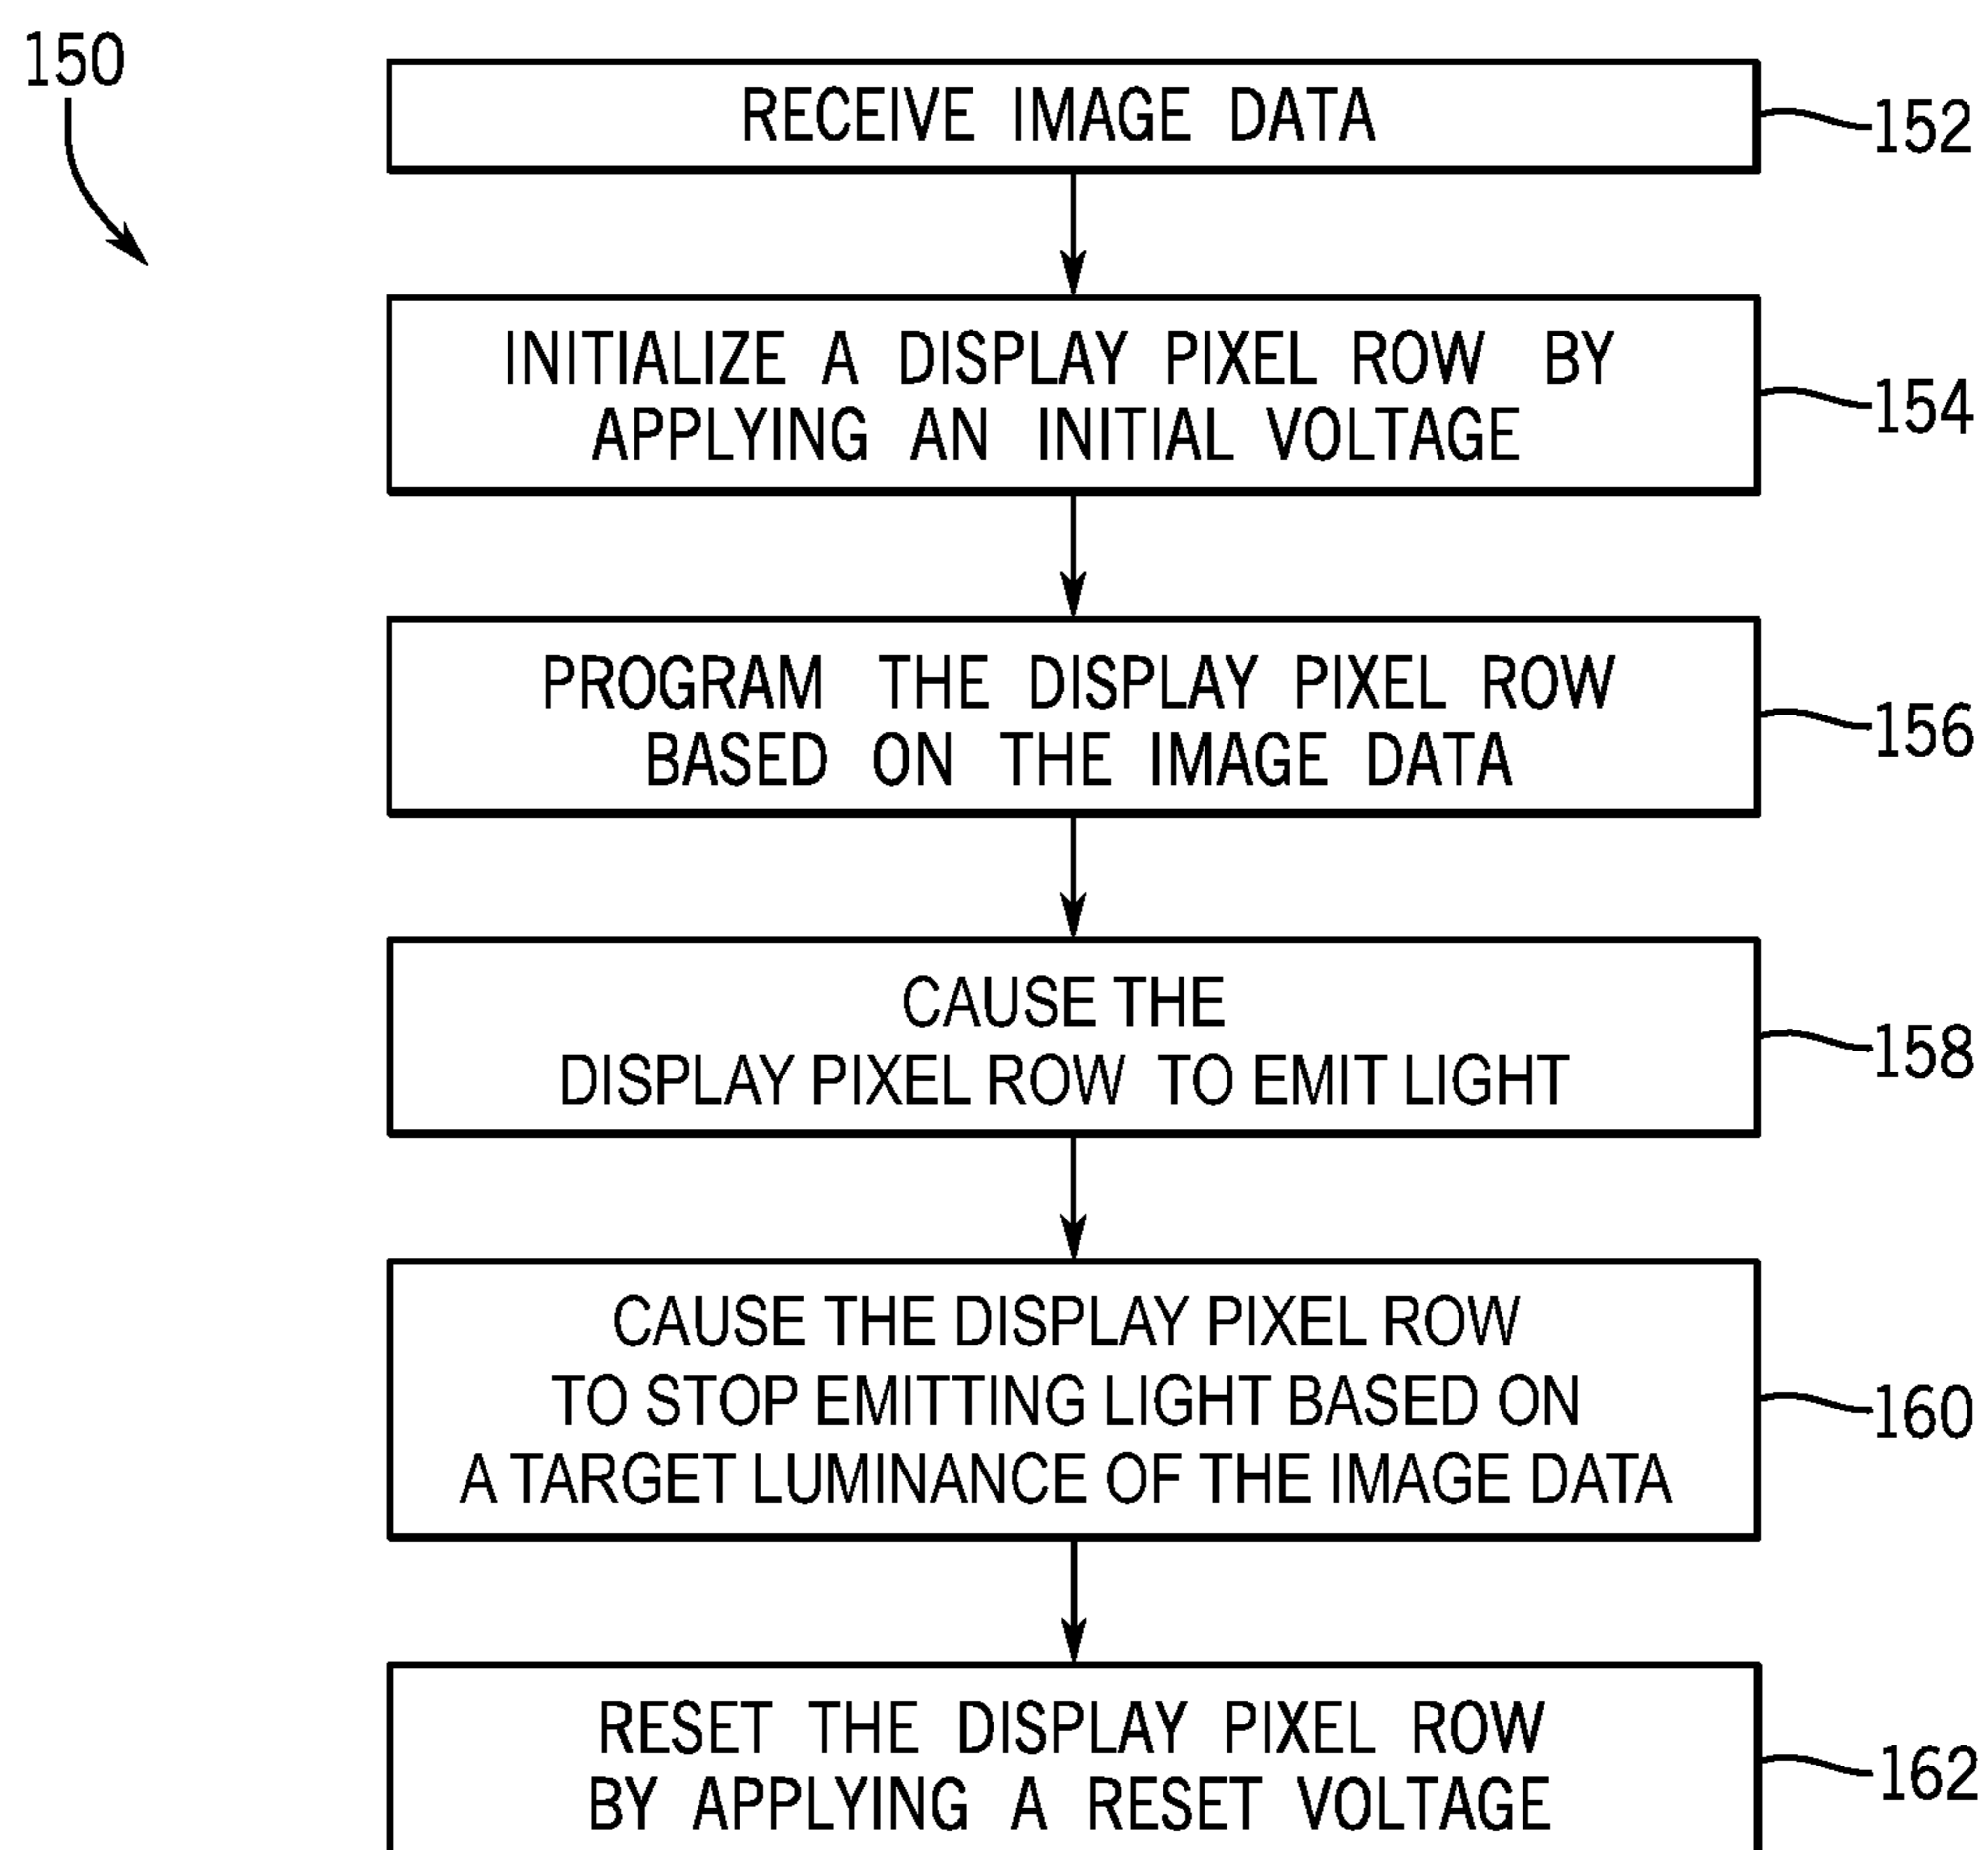 150
RECEIVE IMAGE DATA
152
INITIALIZE A DISPLAY PIXEL ROW BY
APPLYING AN INITIAL VOLTAGE
154
PROGRAM THE DISPLAY PIXEL ROW
BASED ON THE IMAGE DATA
156
CAUSE THE
DISPLAY PIXEL ROW TO EMIT LIGHT
158
CAUSE THE DISPLAY PIXEL ROW
TO STOP EMITTING LIGHT BASED ON
A TARGET LUMINANCE OF THE IMAGE DATA
160
RESET THE DISPLAY PIXEL ROW
BY APPLYING A RESET VOLTAGE
162